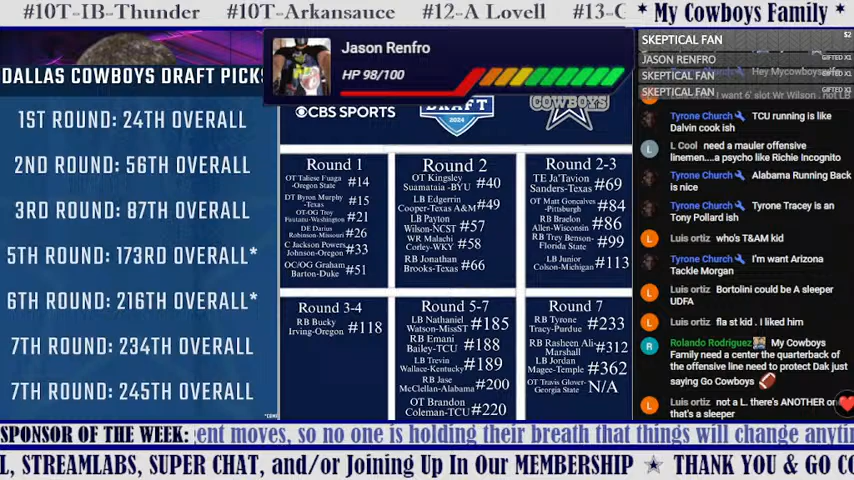 #10T-IB-Thunder #10T-Arkansauce #12-A Lovell #13-C
* My Cowboys Family *
DALLAS COWBOYS DRAFT PICKS
1ST ROUND: 24TH OVERALL
2ND ROUND: 56TH OVERALL
3RD ROUND: 87TH OVERALL
5TH ROUND: 173RD OVERALL*
6TH ROUND: 216TH OVERALL*
7TH ROUND: 234TH OVERALL
7TH ROUND: 245TH OVERALL
Jason Renfro
HP 98/100
CBS SPORTS
DRAFT
2024
COWBOYS
Round 1
OT Taliese Fuaga
-Oregon State #14
DT Byron Murphy
-Texas #15
OT-OG Troy
Fautanu-Washington #21
DE Darius
Robinson-Missouri #26
C Jackson Powers
Johnson-Oregon #33
OC/OG Graham
Barton-Duke #51
Round 2
OT Kingsley
Suamataia -BYU #40
LB Edgerrin
Cooper-Texas A&M #49
LB Payton
Wilson-NCST #57
WR Malachi
Corley-WKY #58
RB Jonathan
Brooks-Texas #66
Round 2-3
TE Ja'Tavion
Sanders-Texas #69
OT Matt Goncalves
-Pittsburgh #84
RB Braelon
Allen-Wisconsin #86
RB Trey Benson-
Florida State #99
LB Junior
Colson-Michigan #113
Round 3-4
RB Bucky
Irving-Oregon #118
Round 5-7
LB Nathaniel
Watson-MissST #185
RB Emani
Bailey-TCU #188
LB Trevin
Wallace-Kentucky #189
RB Jase
McClellan-Alabama #200
OT Brandon
Coleman-TCU #220
Round 7
RB Tyrone
Tracy-Purdue #233
RB Rasheen Ali-
Marshall #312
LB Jordan
Magee-Temple #362
OT Travis Glover-
Georgia State N/A
SKEPTICAL FAN $2
JASON RENFRO GIFTED X1
SKEPTICAL FAN GIFTED X1
SKEPTICAL FAN GIFTED X1
Tyrone Church TCU running is like
Dalvin cook ish
L Cool need a mauler offensive
linemen....a psycho like Richie Incognito
Tyrone Church Alabama Running Back
is nice
Tyrone Church Tyrone Tracey is an
Tony Pollard ish
Luis ortiz who's T&AM kid
Tyrone Church I'm want Arizona
Tackle Morgan
Luis ortiz Bortolini could be A sleeper
UDFA
Luis ortiz fla st kid . I liked him
Rolando Rodriguez My Cowboys
Family need a center the quarterback of
the offensive line need to protect Dak just
saying Go Cowboys
Luis ortiz not a L. there's ANOTHER on
that's a sleeper
SPONSOR OF THE WEEK: ent moves, so no one is holding their breath that things will change anytin
L, STREAMLABS, SUPER CHAT, and/or Joining Up In Our MEMBERSHIP THANK YOU & GO CO